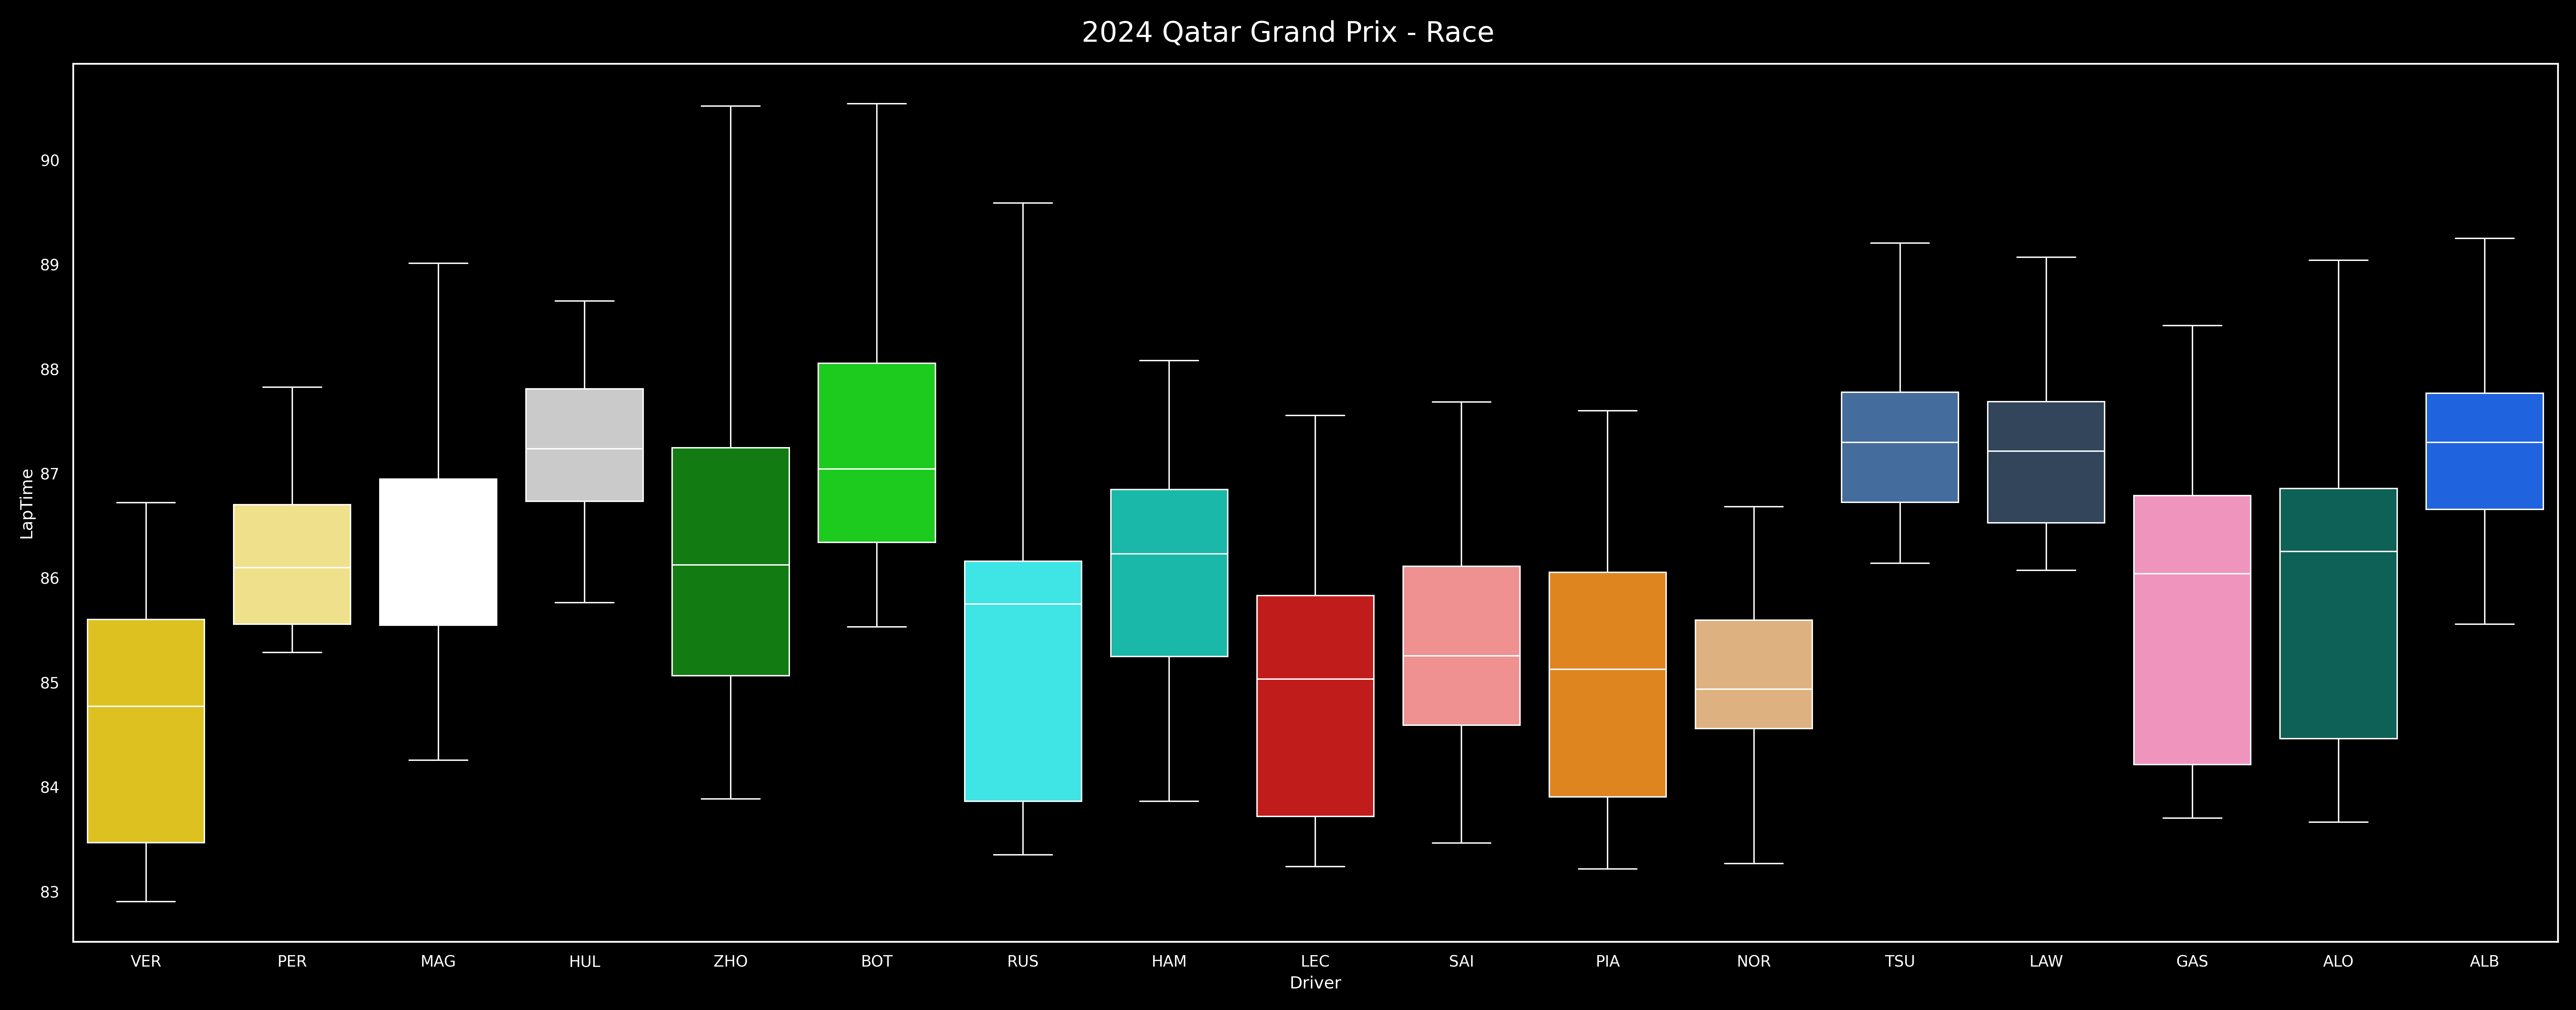 2024 Qatar Grand Prix - Race
LapTime
90
89
88
87
86
85
84
83
VER PER MAG HUL ZHO BOT RUS HAM LEC SAI PIA NOR TSU LAW GAS ALO ALB
Driver